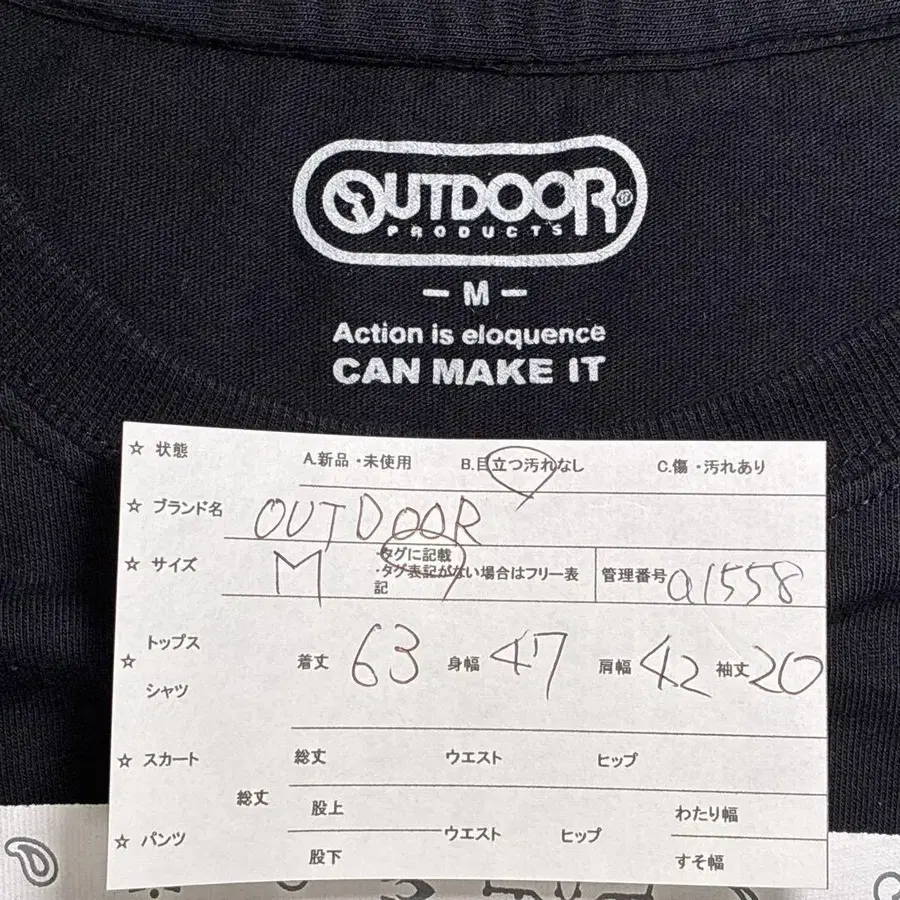 OUTDOOR®
PRODUCTS
– M –
Action is eloquence
CAN MAKE IT
☆ 状態 A.新品・未使用 B.目立つ汚れなし C.傷・汚れあり
☆ ブランド名 OUTDOOR
☆ サイズ M ・タグに記載
・タグ表記がない場合はフリー表記
管理番号 a1558
☆ トップス
シャツ
着丈 63 身幅 47 肩幅 42 袖丈 20
☆ スカート 総丈 ウエスト ヒップ
☆ パンツ 総丈 股上 ウエスト ヒップ わたり幅
股下 すそ幅